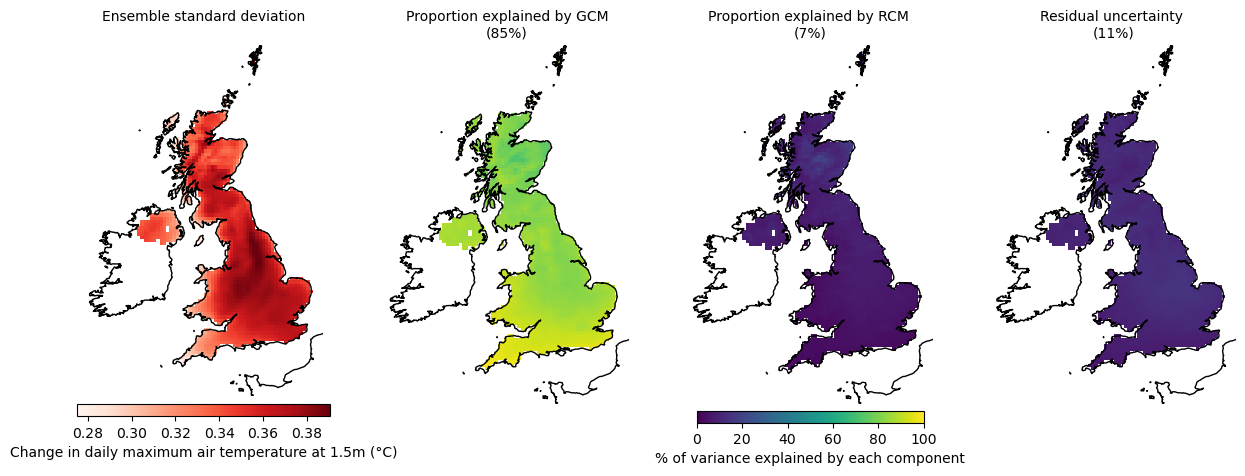 Ensemble standard deviation
Proportion explained by GCM
(85%)
Proportion explained by RCM
(7%)
Residual uncertainty
(11%)
0.28 0.30 0.32 0.34 0.36 0.38
Change in daily maximum air temperature at 1.5m (°C)
0 20 40 60 80 100
% of variance explained by each component